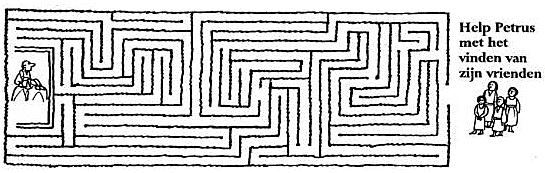 Help Petrus
met het
vinden van
zijn vrienden